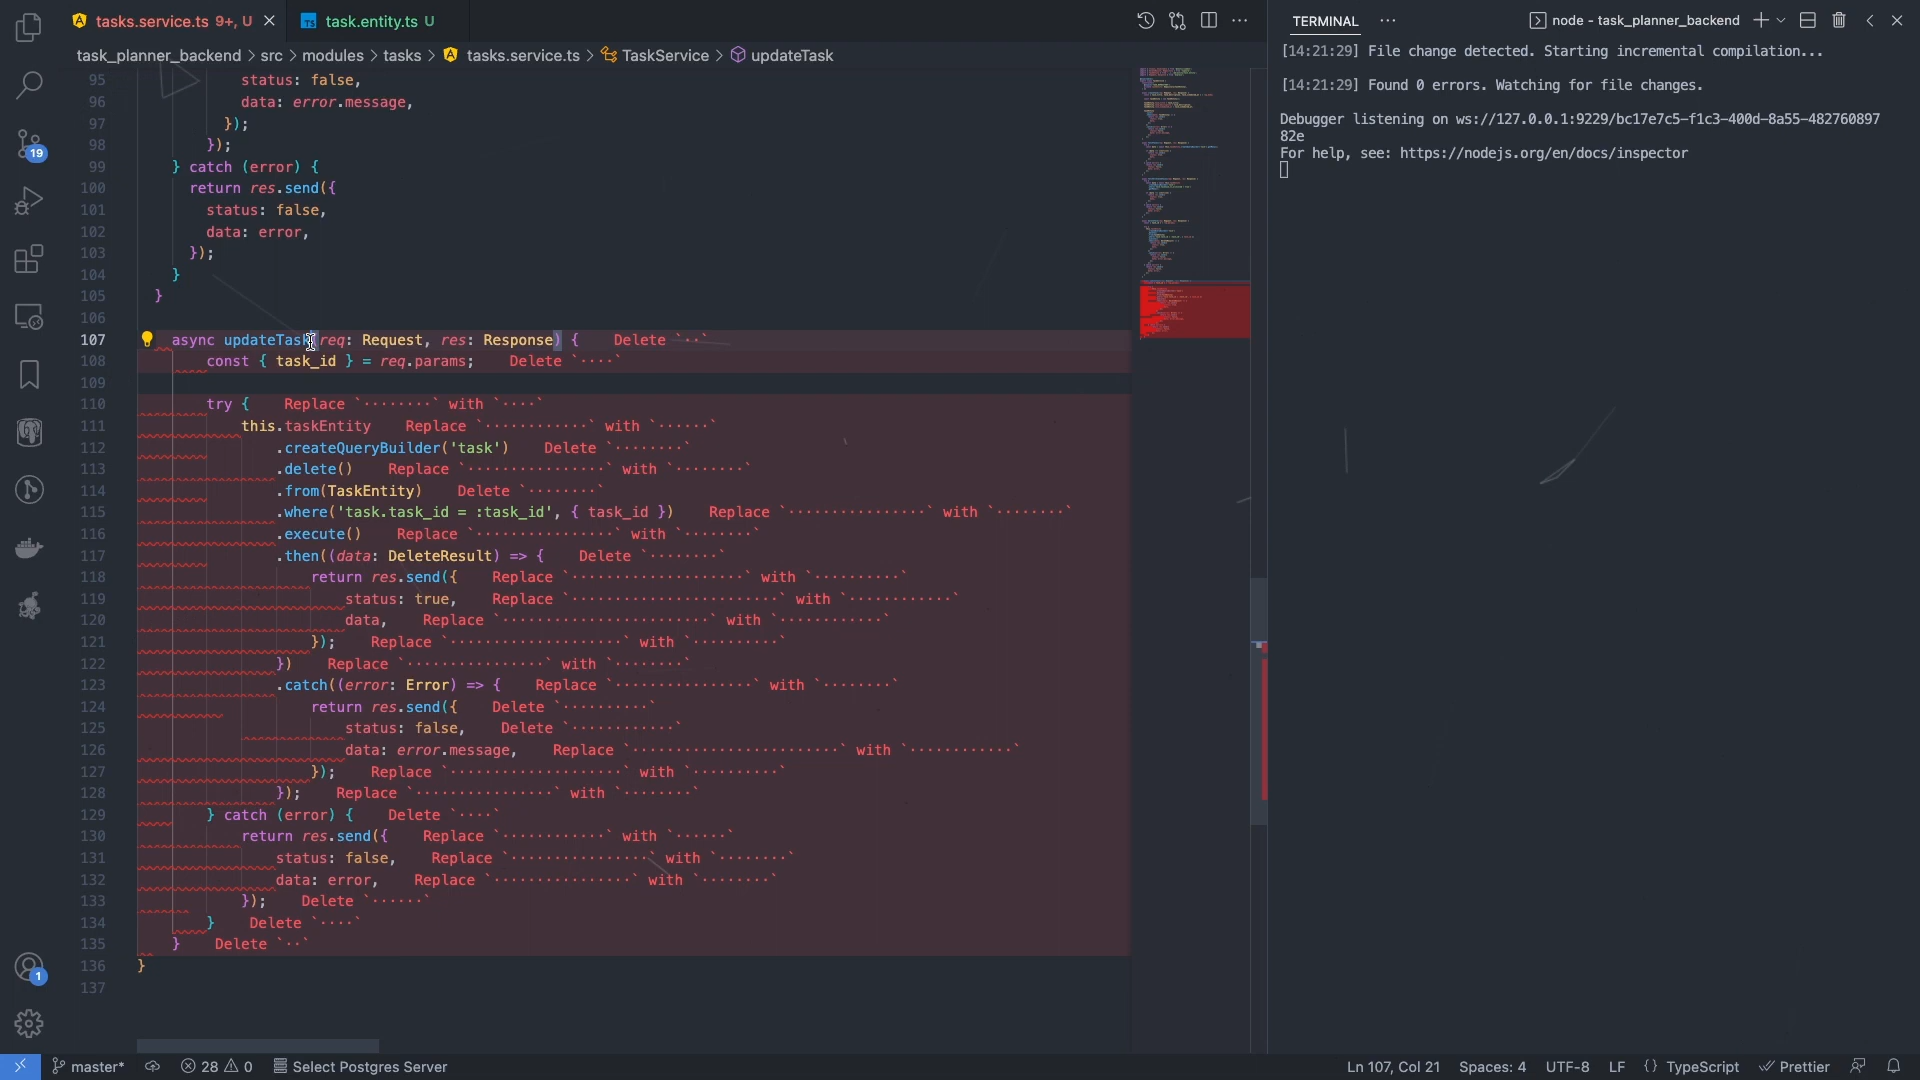 tasks.service.ts 9+, U
task.entity.ts U
task_planner_backend > src > modules > tasks > tasks.service.ts > TaskService > updateTask
95 status: false,
96 data: error.message,
97 });
98 });
99 } catch (error) {
100 return res.send({
101 status: false,
102 data: error,
103 });
104 }
105 }
106
107 async updateTask(req: Request, res: Response) { Delete `··`
108 const { task_id } = req.params; Delete `····`
109
110 try { Replace `········` with `····`
111 this.taskEntity Replace `············` with `······`
112 .createQueryBuilder('task') Delete `········`
113 .delete() Replace `················` with `········`
114 .from(TaskEntity) Delete `········`
115 .where('task.task_id = :task_id', { task_id }) Replace `················` with `········`
116 .execute() Replace `················` with `········`
117 .then((data: DeleteResult) => { Delete `········`
118 return res.send({ Replace `····················` with `··········`
119 status: true, Replace `························` with `············`
120 data, Replace `························` with `············`
121 }); Replace `····················` with `··········`
122 }) Replace `················` with `········`
123 .catch((error: Error) => { Replace `················` with `········`
124 return res.send({ Delete `··········`
125 status: false, Delete `············`
126 data: error.message, Replace `························` with `············`
127 }); Replace `····················` with `··········`
128 }); Replace `················` with `········`
129 } catch (error) { Delete `····`
130 return res.send({ Replace `············` with `······`
131 status: false, Replace `················` with `········`
132 data: error, Replace `················` with `········`
133 }); Delete `······`
134 } Delete `····`
135 } Delete `··`
136 }
137
TERMINAL
node - task_planner_backend
[14:21:29] File change detected. Starting incremental compilation...
[14:21:29] Found 0 errors. Watching for file changes.
Debugger listening on ws://127.0.0.1:9229/bc17e7c5-f1c3-400d-8a55-482760897
82e
For help, see: https://nodejs.org/en/docs/inspector
19
1
master*
28 0
Select Postgres Server
Ln 107, Col 21
Spaces: 4
UTF-8
LF
{} TypeScript
Prettier